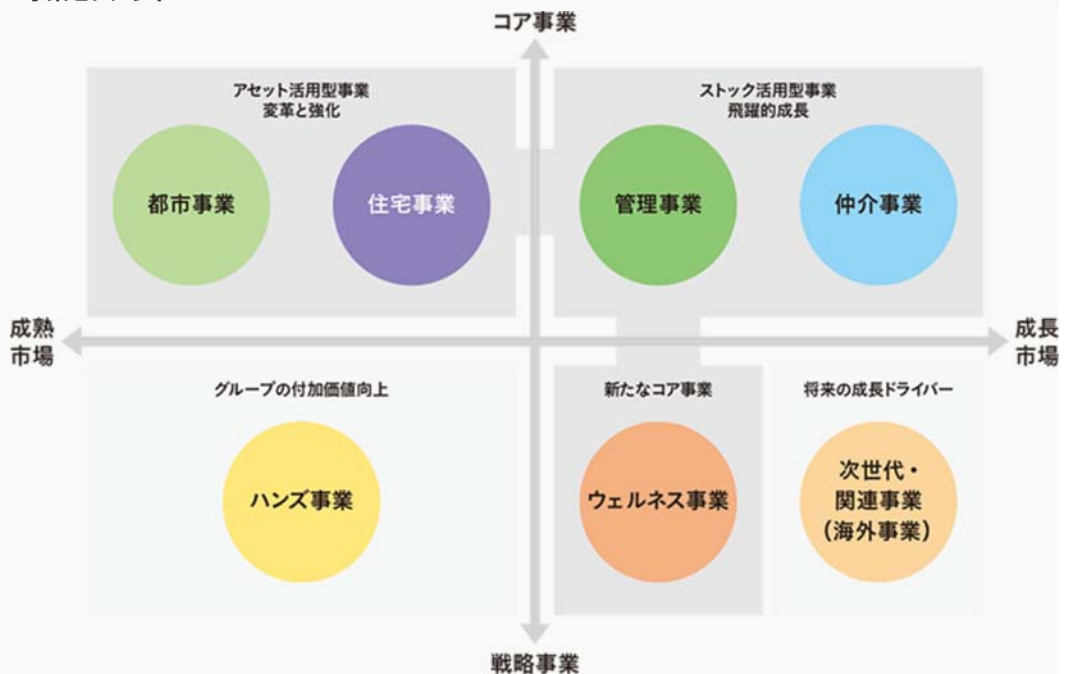 コア事業
アセット活用型事業
変革と強化
ストック活用型事業
飛躍的成長
都市事業
住宅事業
管理事業
仲介事業
成熟
市場
成長
市場
グループの付加価値向上
新たなコア事業
将来の成長ドライバー
ハンズ事業
ウェルネス事業
次世代・
関連事業
(海外事業)
戦略事業